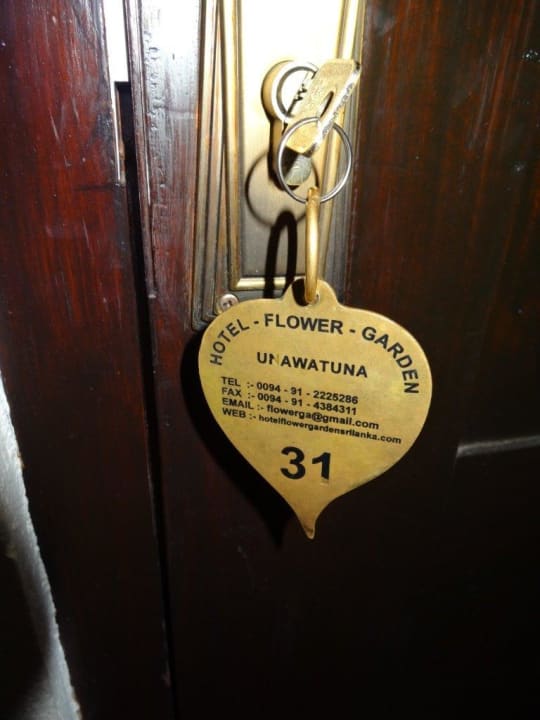 HOTEL - FLOWER - GARDEN
UNAWATUNA
TEL :- 0094 - 91 - 2225286
FAX :- 0094 - 91 - 4384311
EMAIL :- flowerga@gmail.com
WEB :- hotelflowergardensrilanka.com
31